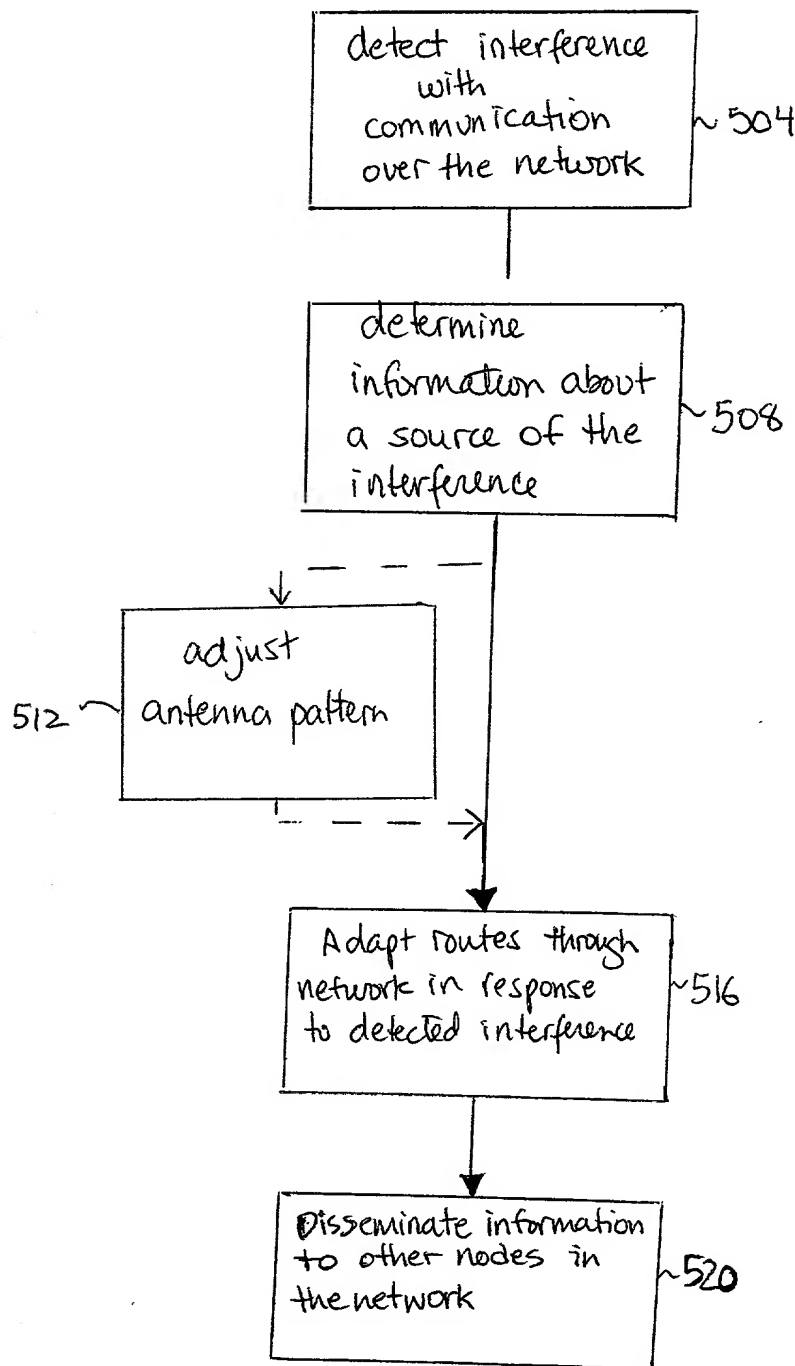 detect interference
with
communication
over the network
504
determine
information about
a source of the
interference
508
adjust
antenna pattern
512
Adapt routes through
network in response
to detected interference
516
Disseminate information
to other nodes in
the network
520